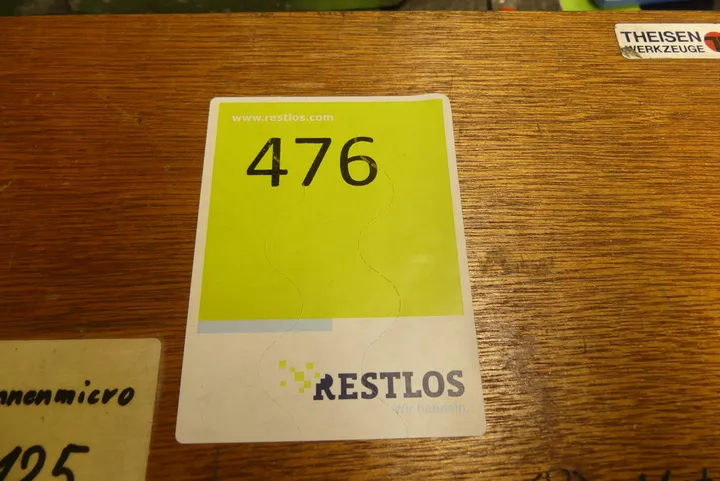 THEISEN
WERKZEUGE
www.restlos.com
476
RESTLOS
Wir handeln.
nnenmicro
125